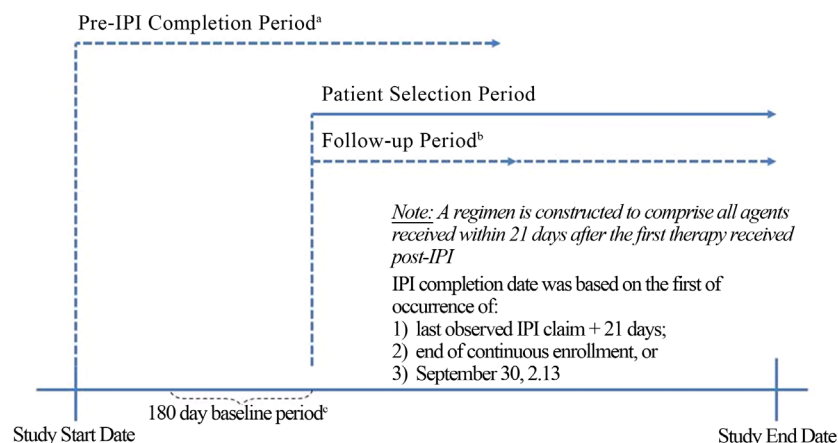 Pre-IPI Completion Periodᵃ
Patient Selection Period
Follow-up Periodᵇ
Note: A regimen is constructed to comprise all agents
received within 21 days after the first therapy received
post-IPI
IPI completion date was based on the first of
occurrence of:
1) last observed IPI claim + 21 days;
2) end of continuous enrollment, or
3) September 30, 2.13
180 day baseline periodᶜ
Study Start Date
Study End Date